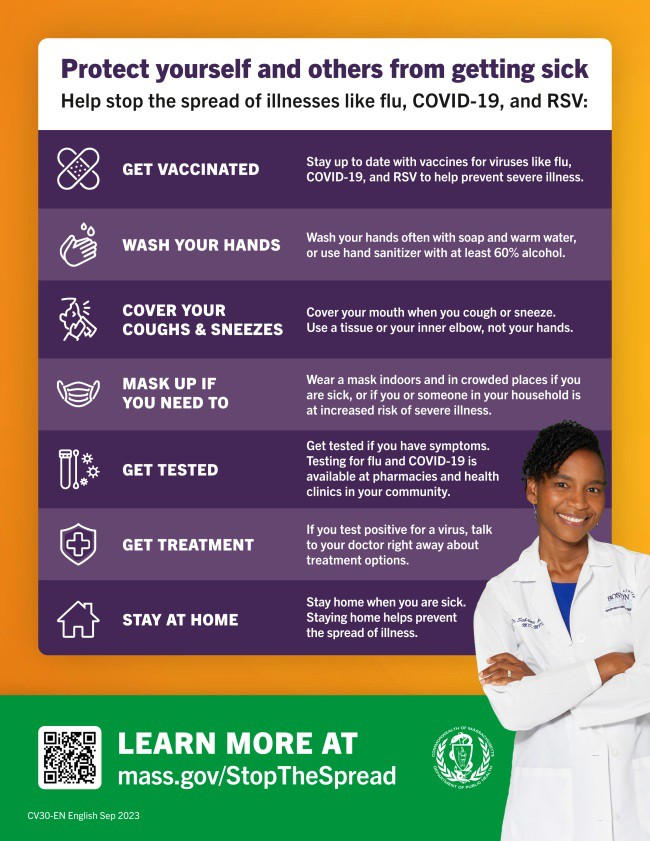 Protect yourself and others from getting sick
Help stop the spread of illnesses like flu, COVID-19, and RSV:
GET VACCINATED
Stay up to date with vaccines for viruses like flu,
COVID-19, and RSV to help prevent severe illness.
WASH YOUR HANDS
Wash your hands often with soap and warm water,
or use hand sanitizer with at least 60% alcohol.
COVER YOUR
COUGHS & SNEEZES
Cover your mouth when you cough or sneeze.
Use a tissue or your inner elbow, not your hands.
MASK UP IF
YOU NEED TO
Wear a mask indoors and in crowded places if you
are sick, or if you or someone in your household is
at increased risk of severe illness.
GET TESTED
Get tested if you have symptoms.
Testing for flu and COVID-19 is
available at pharmacies and health
clinics in your community.
GET TREATMENT
If you test positive for a virus, talk
to your doctor right away about
treatment options.
STAY AT HOME
Stay home when you are sick.
Staying home helps prevent
the spread of illness.
LEARN MORE AT
mass.gov/StopTheSpread
COMMONWEALTH OF MASSACHUSETTS
DEPARTMENT OF PUBLIC HEALTH
CV30-EN English Sep 2023